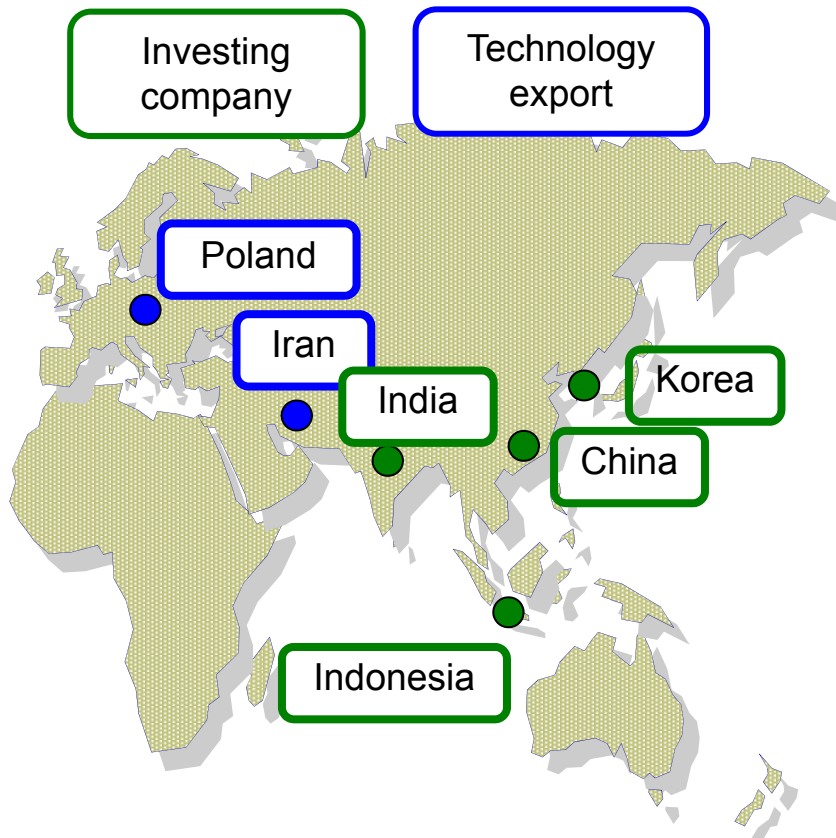 Investing
company
Technology
export
Poland
Iran
India
Korea
China
Indonesia